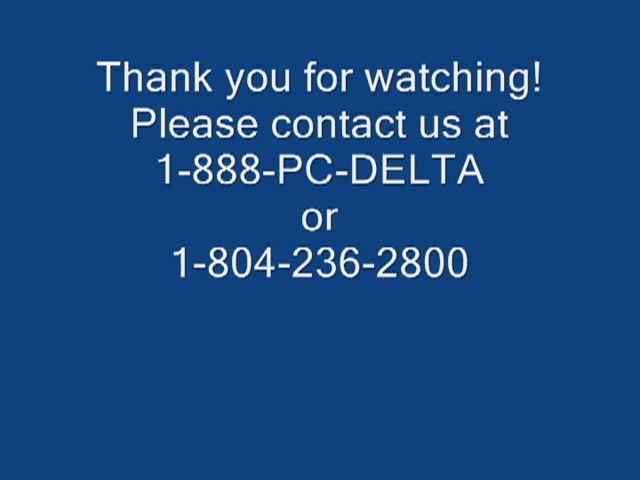 Thank you for watching!
Please contact us at
1-888-PC-DELTA
or
1-804-236-2800